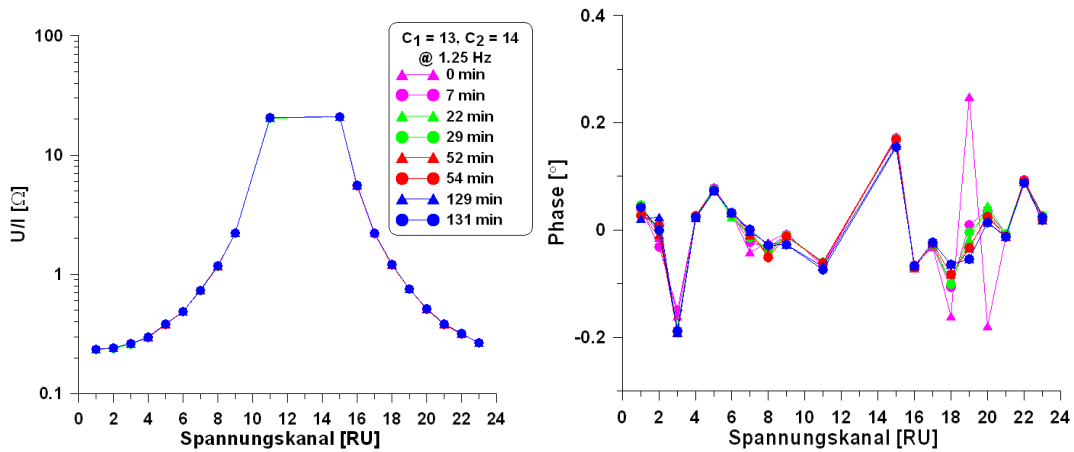 100
10
1
0.1
U/I [Ω]
0 2 4 6 8 10 12 14 16 18 20 22 24
Spannungskanal [RU]
C1 = 13, C2 = 14
@ 1.25 Hz
0 min
7 min
22 min
29 min
52 min
54 min
129 min
131 min
0.4
0.2
0
-0.2
Phase [°]
0 2 4 6 8 10 12 14 16 18 20 22 24
Spannungskanal [RU]